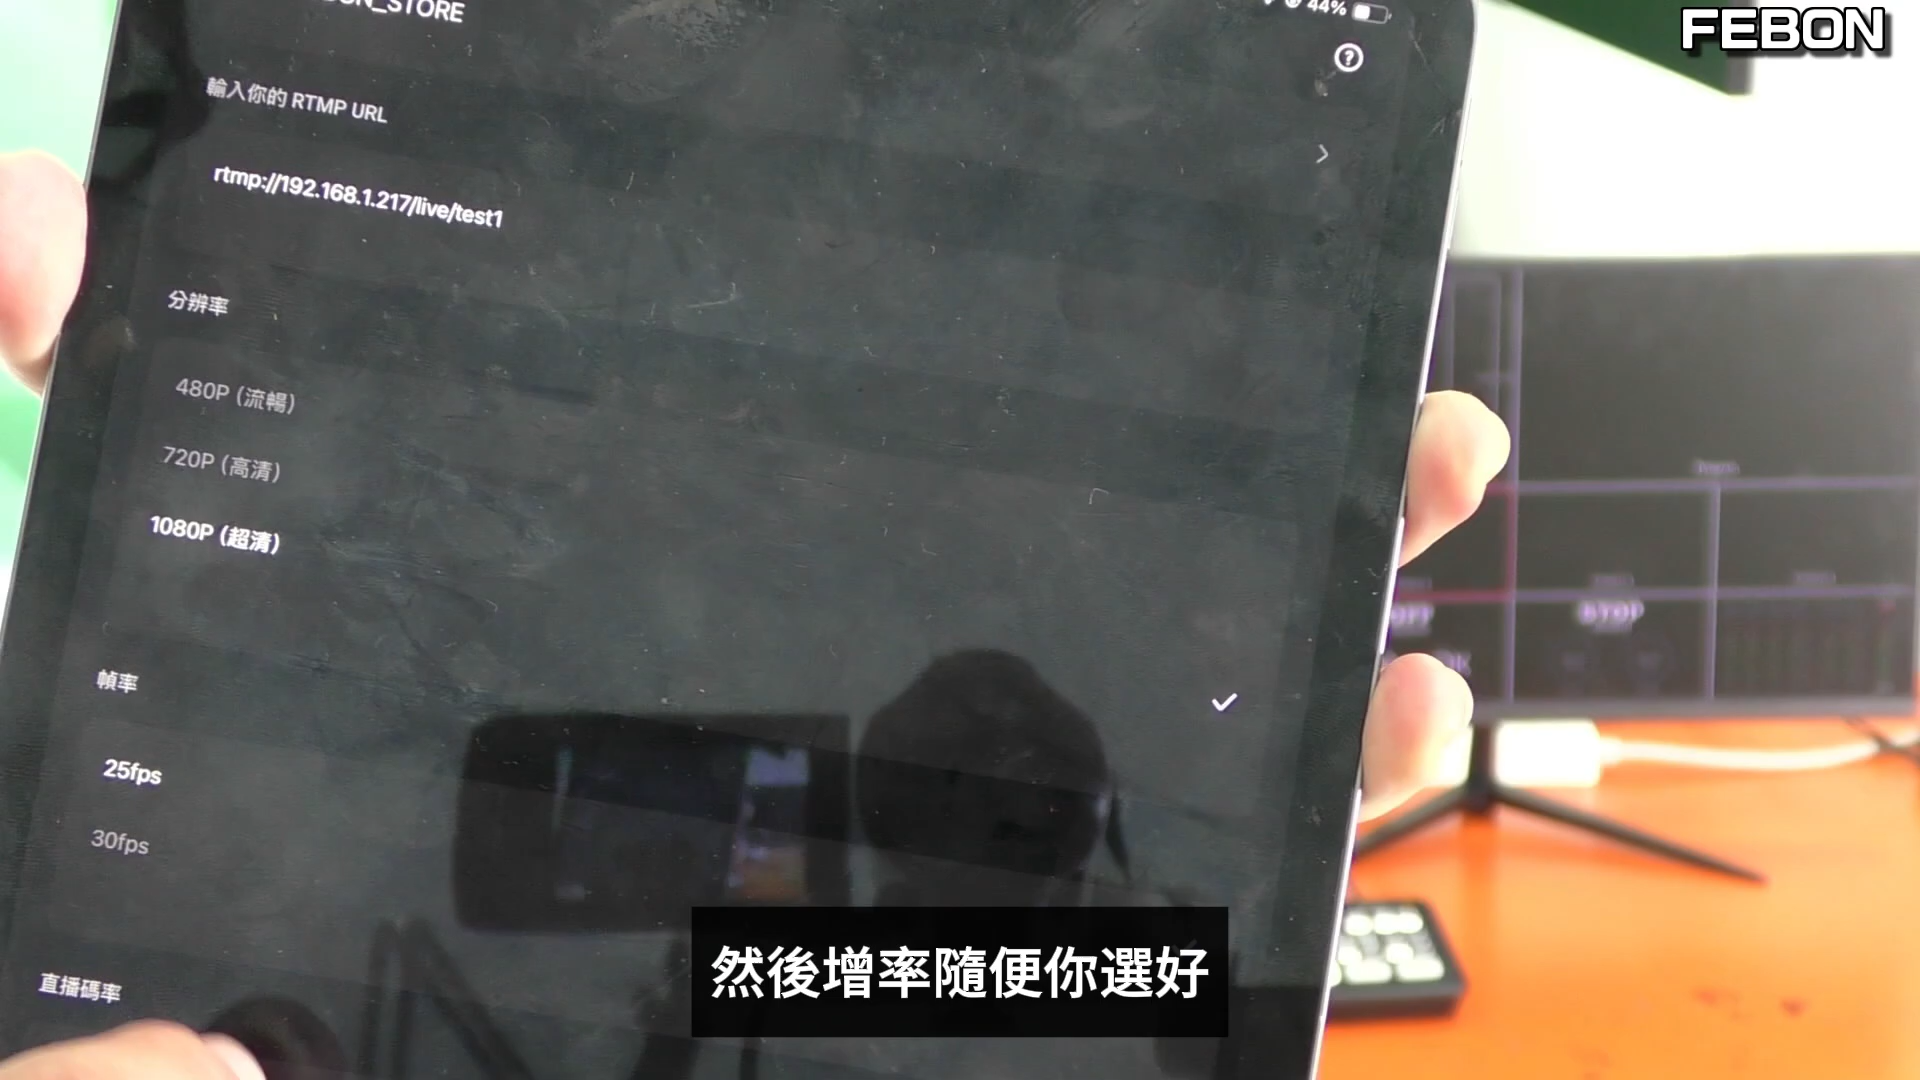 FEBON
_STORE
44%
輸入你的 RTMP URL
rtmp://192.168.1.217/live/test1
分辨率
480P (流暢)
720P (高清)
1080P (超清)
幀率
25fps
30fps
直播碼率
然後增率隨便你選好